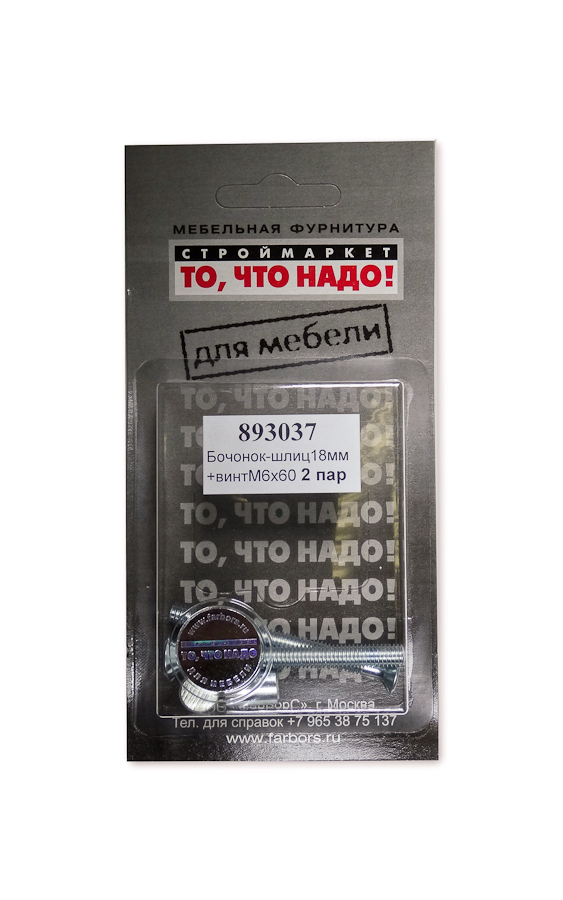 МЕБЕЛЬНАЯ ФУРНИТУРА
СТРОЙМАРКЕТ
ТО, ЧТО НАДО!
для мебели
ТО, ЧТО НАДО!
893037
Бочонок-шлиц18мм
+винтМ6х60 2 пар
ТО, ЧТО НАДО!
ТО, ЧТО НАДО!
ТО, ЧТО НАДО!
НАДО!
www.farbors.ru
ТО, ЧТО НАДО
ДЛЯ МЕБЕЛИ
г. Москва
Тел. для справок +7 965 38 75 137
www.farbors.ru